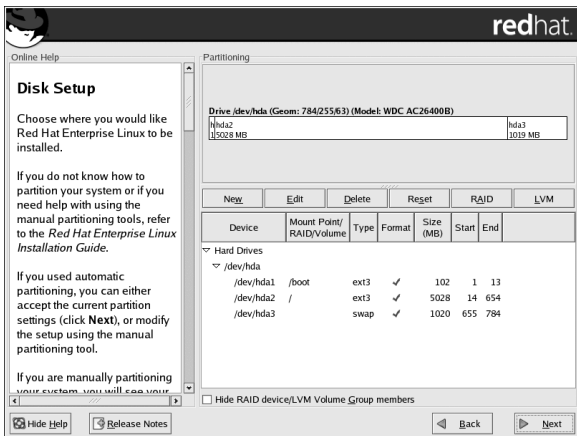 redhat.
Online Help
Disk Setup
Choose where you would like
Red Hat Enterprise Linux to be
installed.
If you do not know how to
partition your system or if you
need help with using the
manual partitioning tools, refer
to the Red Hat Enterprise Linux
Installation Guide.
If you used automatic
partitioning, you can either
accept the current partition
settings (click Next), or modify
the setup using the manual
partitioning tool.
If you are manually partitioning
your system, you will see your
Hide Help
Release Notes
Partitioning
Drive /dev/hda (Geom: 784/255/63) (Model: WDC AC26400B)
h hda2 hda3
1 5028 MB 1019 MB
New Edit Delete Reset RAID LVM
Device Mount Point/ RAID/Volume Type Format Size (MB) Start End
Hard Drives
/dev/hda
/dev/hda1 /boot ext3 102 1 13
/dev/hda2 / ext3 5028 14 654
/dev/hda3 swap 1020 655 784
Hide RAID device/LVM Volume Group members
Back Next